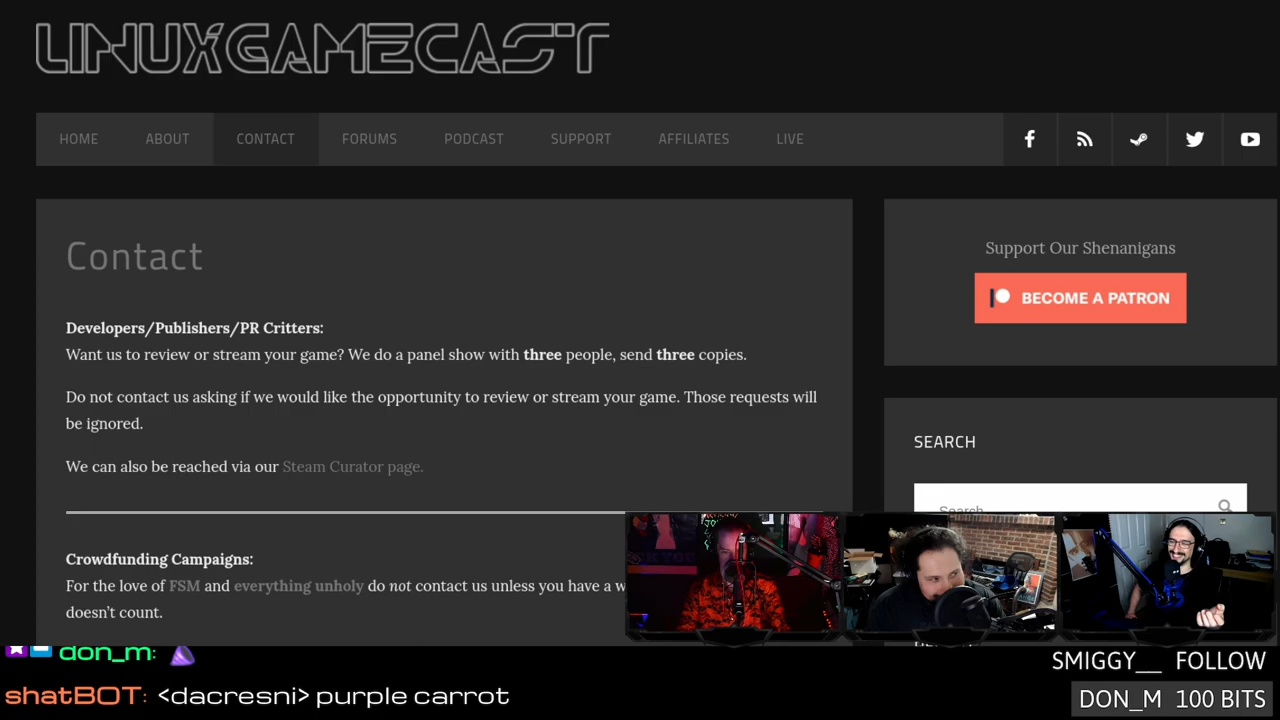 LINUXGAMECAST
HOME ABOUT CONTACT FORUMS PODCAST SUPPORT AFFILIATES LIVE
Contact
Developers/Publishers/PR Critters:
Want us to review or stream your game? We do a panel show with three people, send three copies.
Do not contact us asking if we would like the opportunity to review or stream your game. Those requests will
be ignored.
We can also be reached via our Steam Curator page.
Crowdfunding Campaigns:
For the love of FSM and everything unholy do not contact us unless you have a w
doesn't count.
Support Our Shenanigans
BECOME A PATRON
SEARCH
Search
don_m:
shatBOT: <dacresni> purple carrot
SMIGGY__ FOLLOW
DON_M 100 BITS